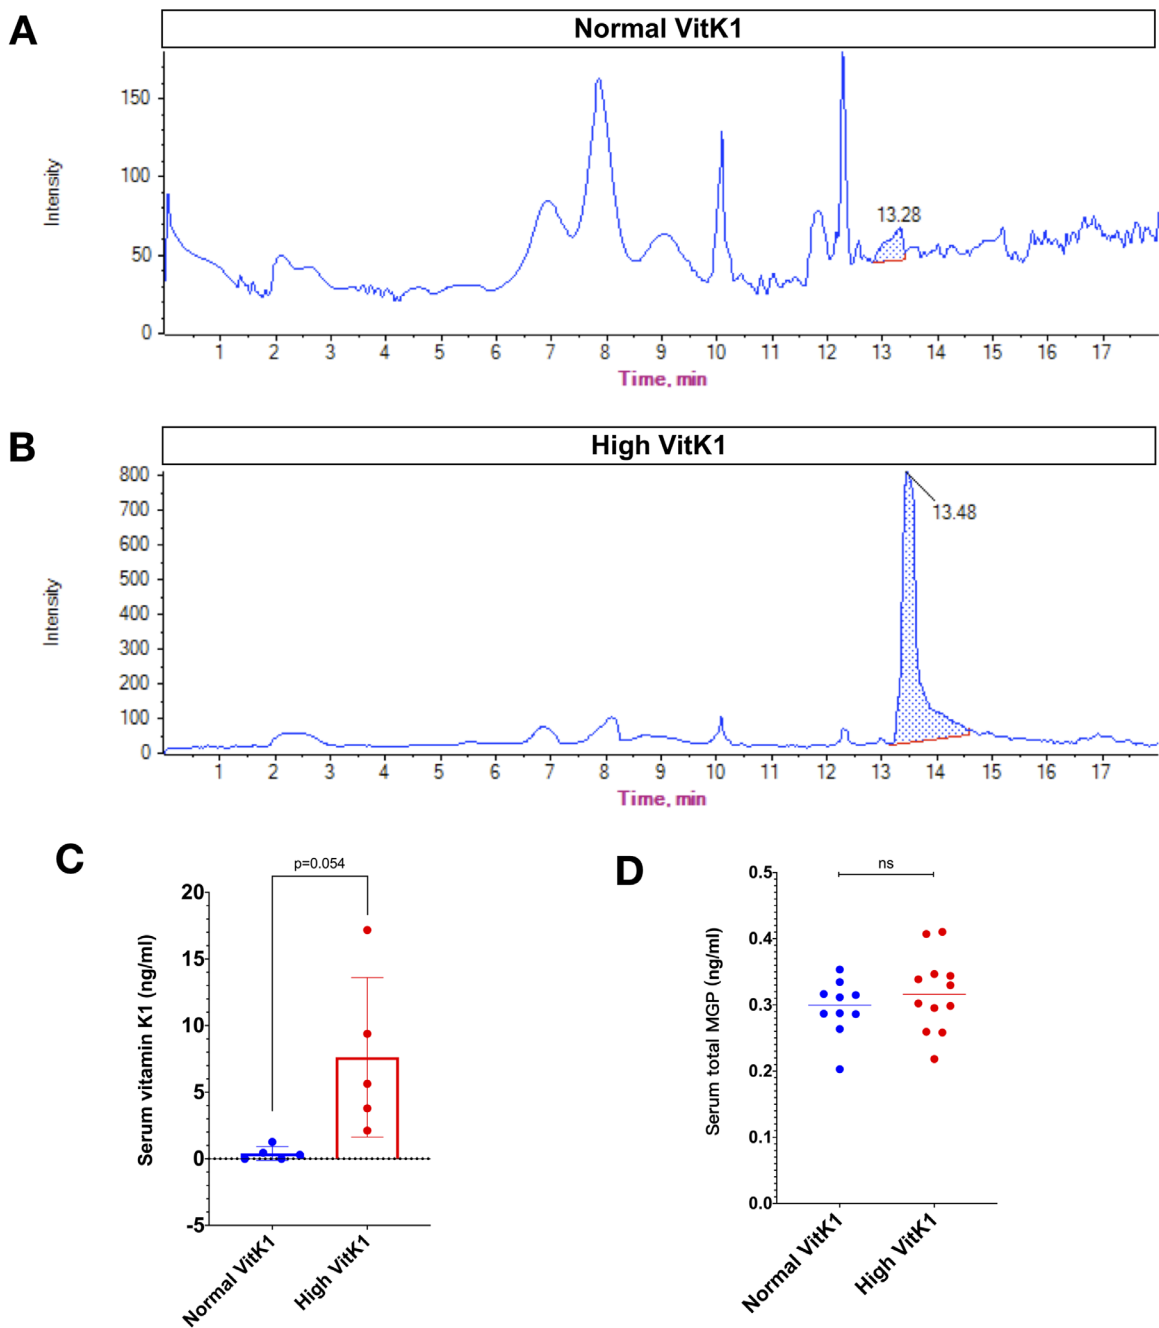 A
Normal VitK1
Intensity
150
100
50
0
13.28
1 2 3 4 5 6 7 8 9 10 11 12 13 14 15 16 17
Time, min
B
High VitK1
Intensity
800
700
600
500
400
300
200
100
0
13.48
1 2 3 4 5 6 7 8 9 10 11 12 13 14 15 16 17
Time, min
C
p=0.054
Serum vitamin K1 (ng/ml)
20
15
10
5
0
-5
Normal VitK1
High VitK1
D
ns
Serum total MGP (ng/ml)
0.5
0.4
0.3
0.2
0.1
0.0
Normal VitK1
High VitK1